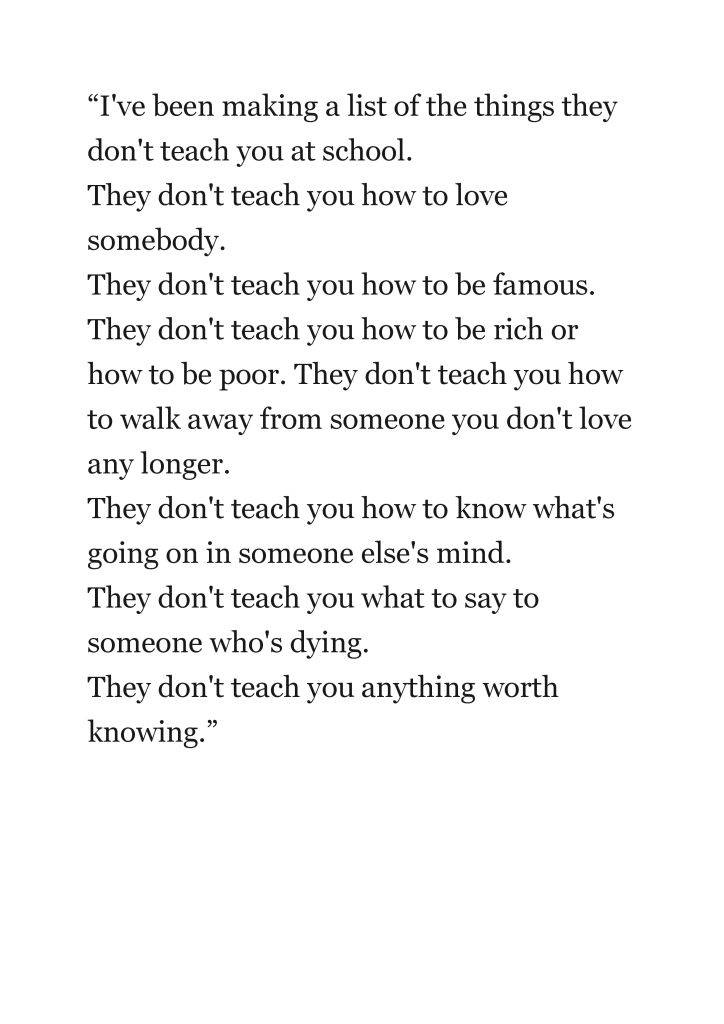 “I've been making a list of the things they
don't teach you at school.
They don't teach you how to love
somebody.
They don't teach you how to be famous.
They don't teach you how to be rich or
how to be poor. They don't teach you how
to walk away from someone you don't love
any longer.
They don't teach you how to know what's
going on in someone else's mind.
They don't teach you what to say to
someone who's dying.
They don't teach you anything worth
knowing.”